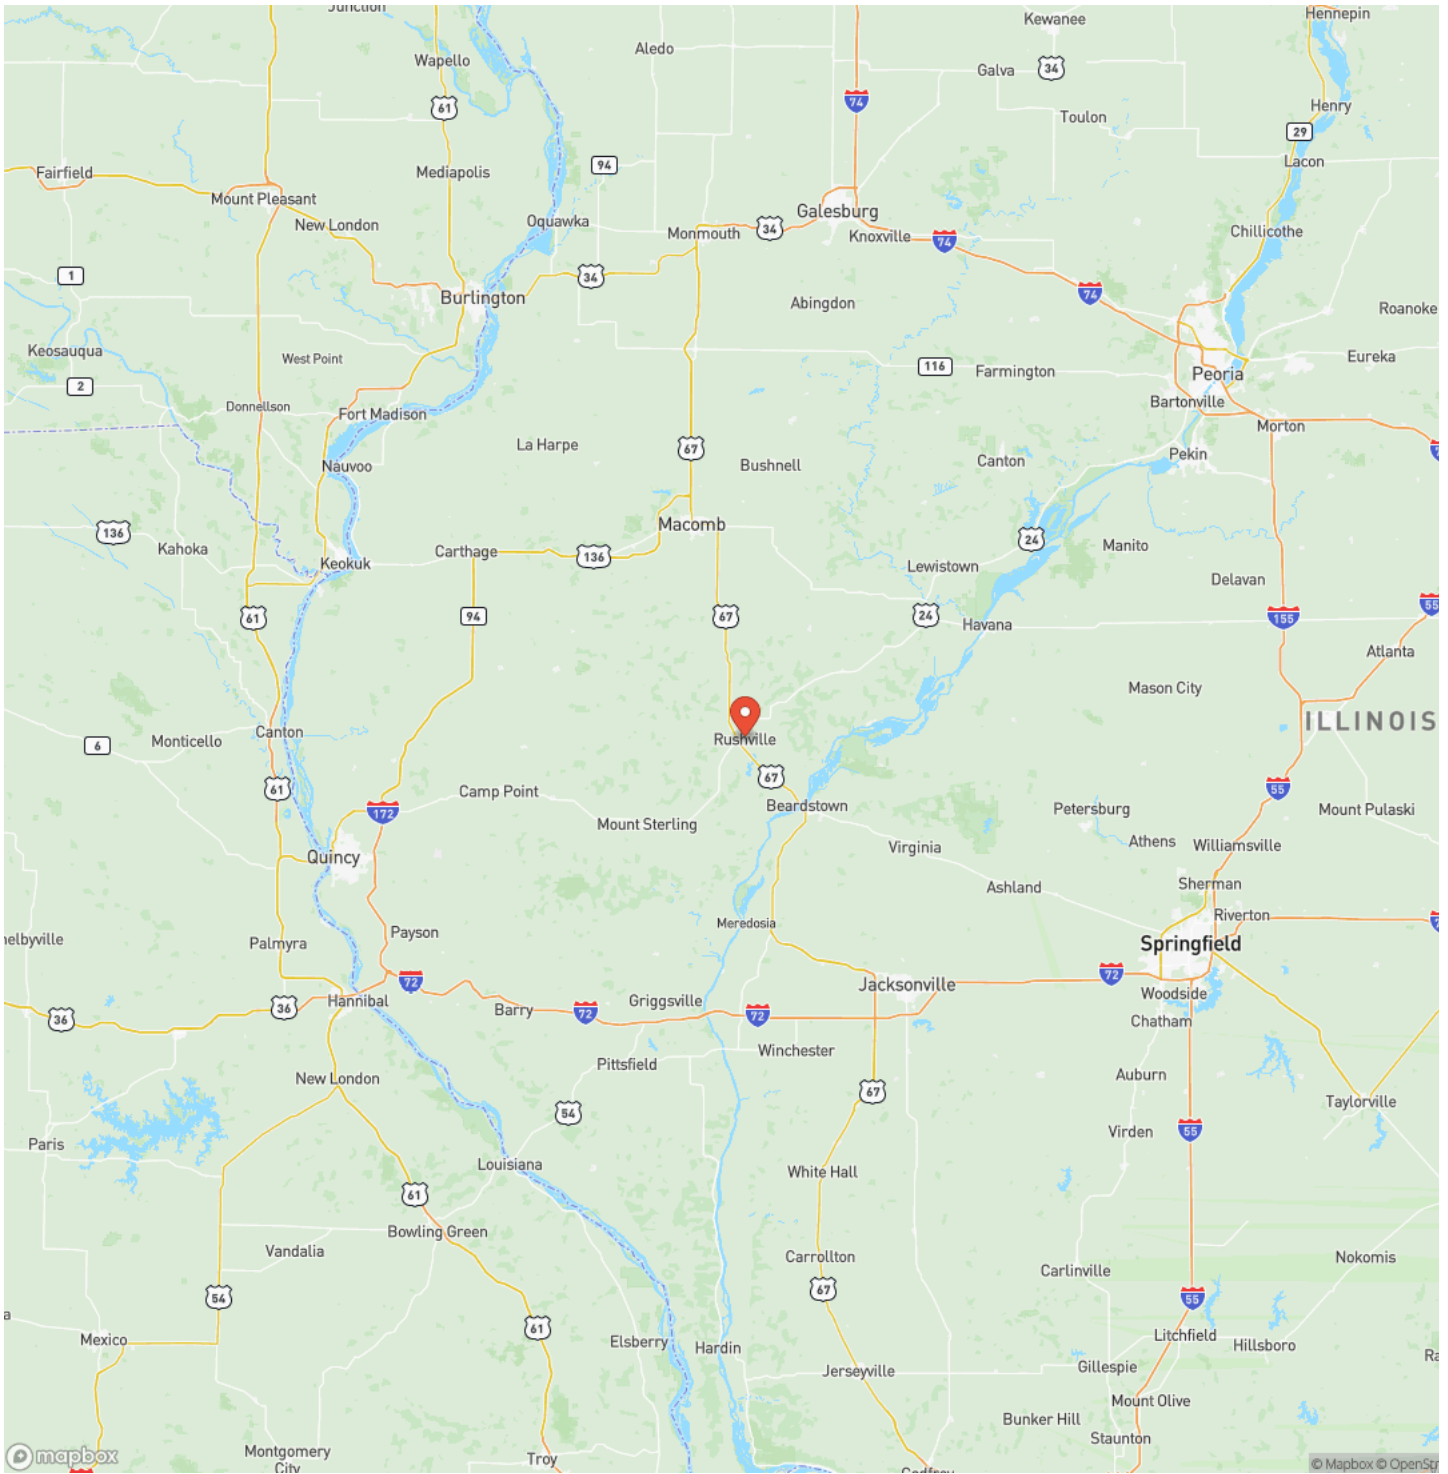 Junction
Kewanee
Hennepin
Aledo
Wapello
Galva
34
61
74
Henry
Toulon
29
Lacon
94
Fairfield
Mediapolis
Mount Pleasant
Galesburg
Oquawka
New London
34
Monmouth
Knoxville
74
Chillicothe
1
34
74
Burlington
Abingdon
Roanoke
Keosauqua
West Point
Eureka
116
Farmington
Peoria
2
Donnellson
Fort Madison
Bartonville
Morton
La Harpe
67
Nauvoo
Bushnell
Canton
Pekin
136
Macomb
Kahoka
Carthage
136
24
Manito
Keokuk
Lewistown
Delavan
61
94
67
24
Havana
155
55
Atlanta
Mason City
ILLINOIS
Canton
Monticello
6
Rushville
67
61
Camp Point
Beardstown
55
172
Petersburg
Mount Pulaski
Mount Sterling
Athens
Williamsville
Quincy
Virginia
Ashland
Sherman
Meredosia
Riverton
Payson
elbyville
Palmyra
Springfield
72
72
Jacksonville
Woodside
Hannibal
Griggsville
36
36
Barry
72
72
Chatham
Winchester
Pittsfield
New London
67
Auburn
Taylorville
54
Paris
55
Virden
Louisiana
White Hall
61
Bowling Green
Vandalia
Carrollton
Nokomis
Carlinville
54
67
55
61
Mexico
Elsberry
Hardin
Litchfield
Hillsboro
Jerseyville
Gillespie
Mount Olive
Bunker Hill
Staunton
mapbox
Montgomery
City
Troy
Godfrey
© Mapbox © OpenStr